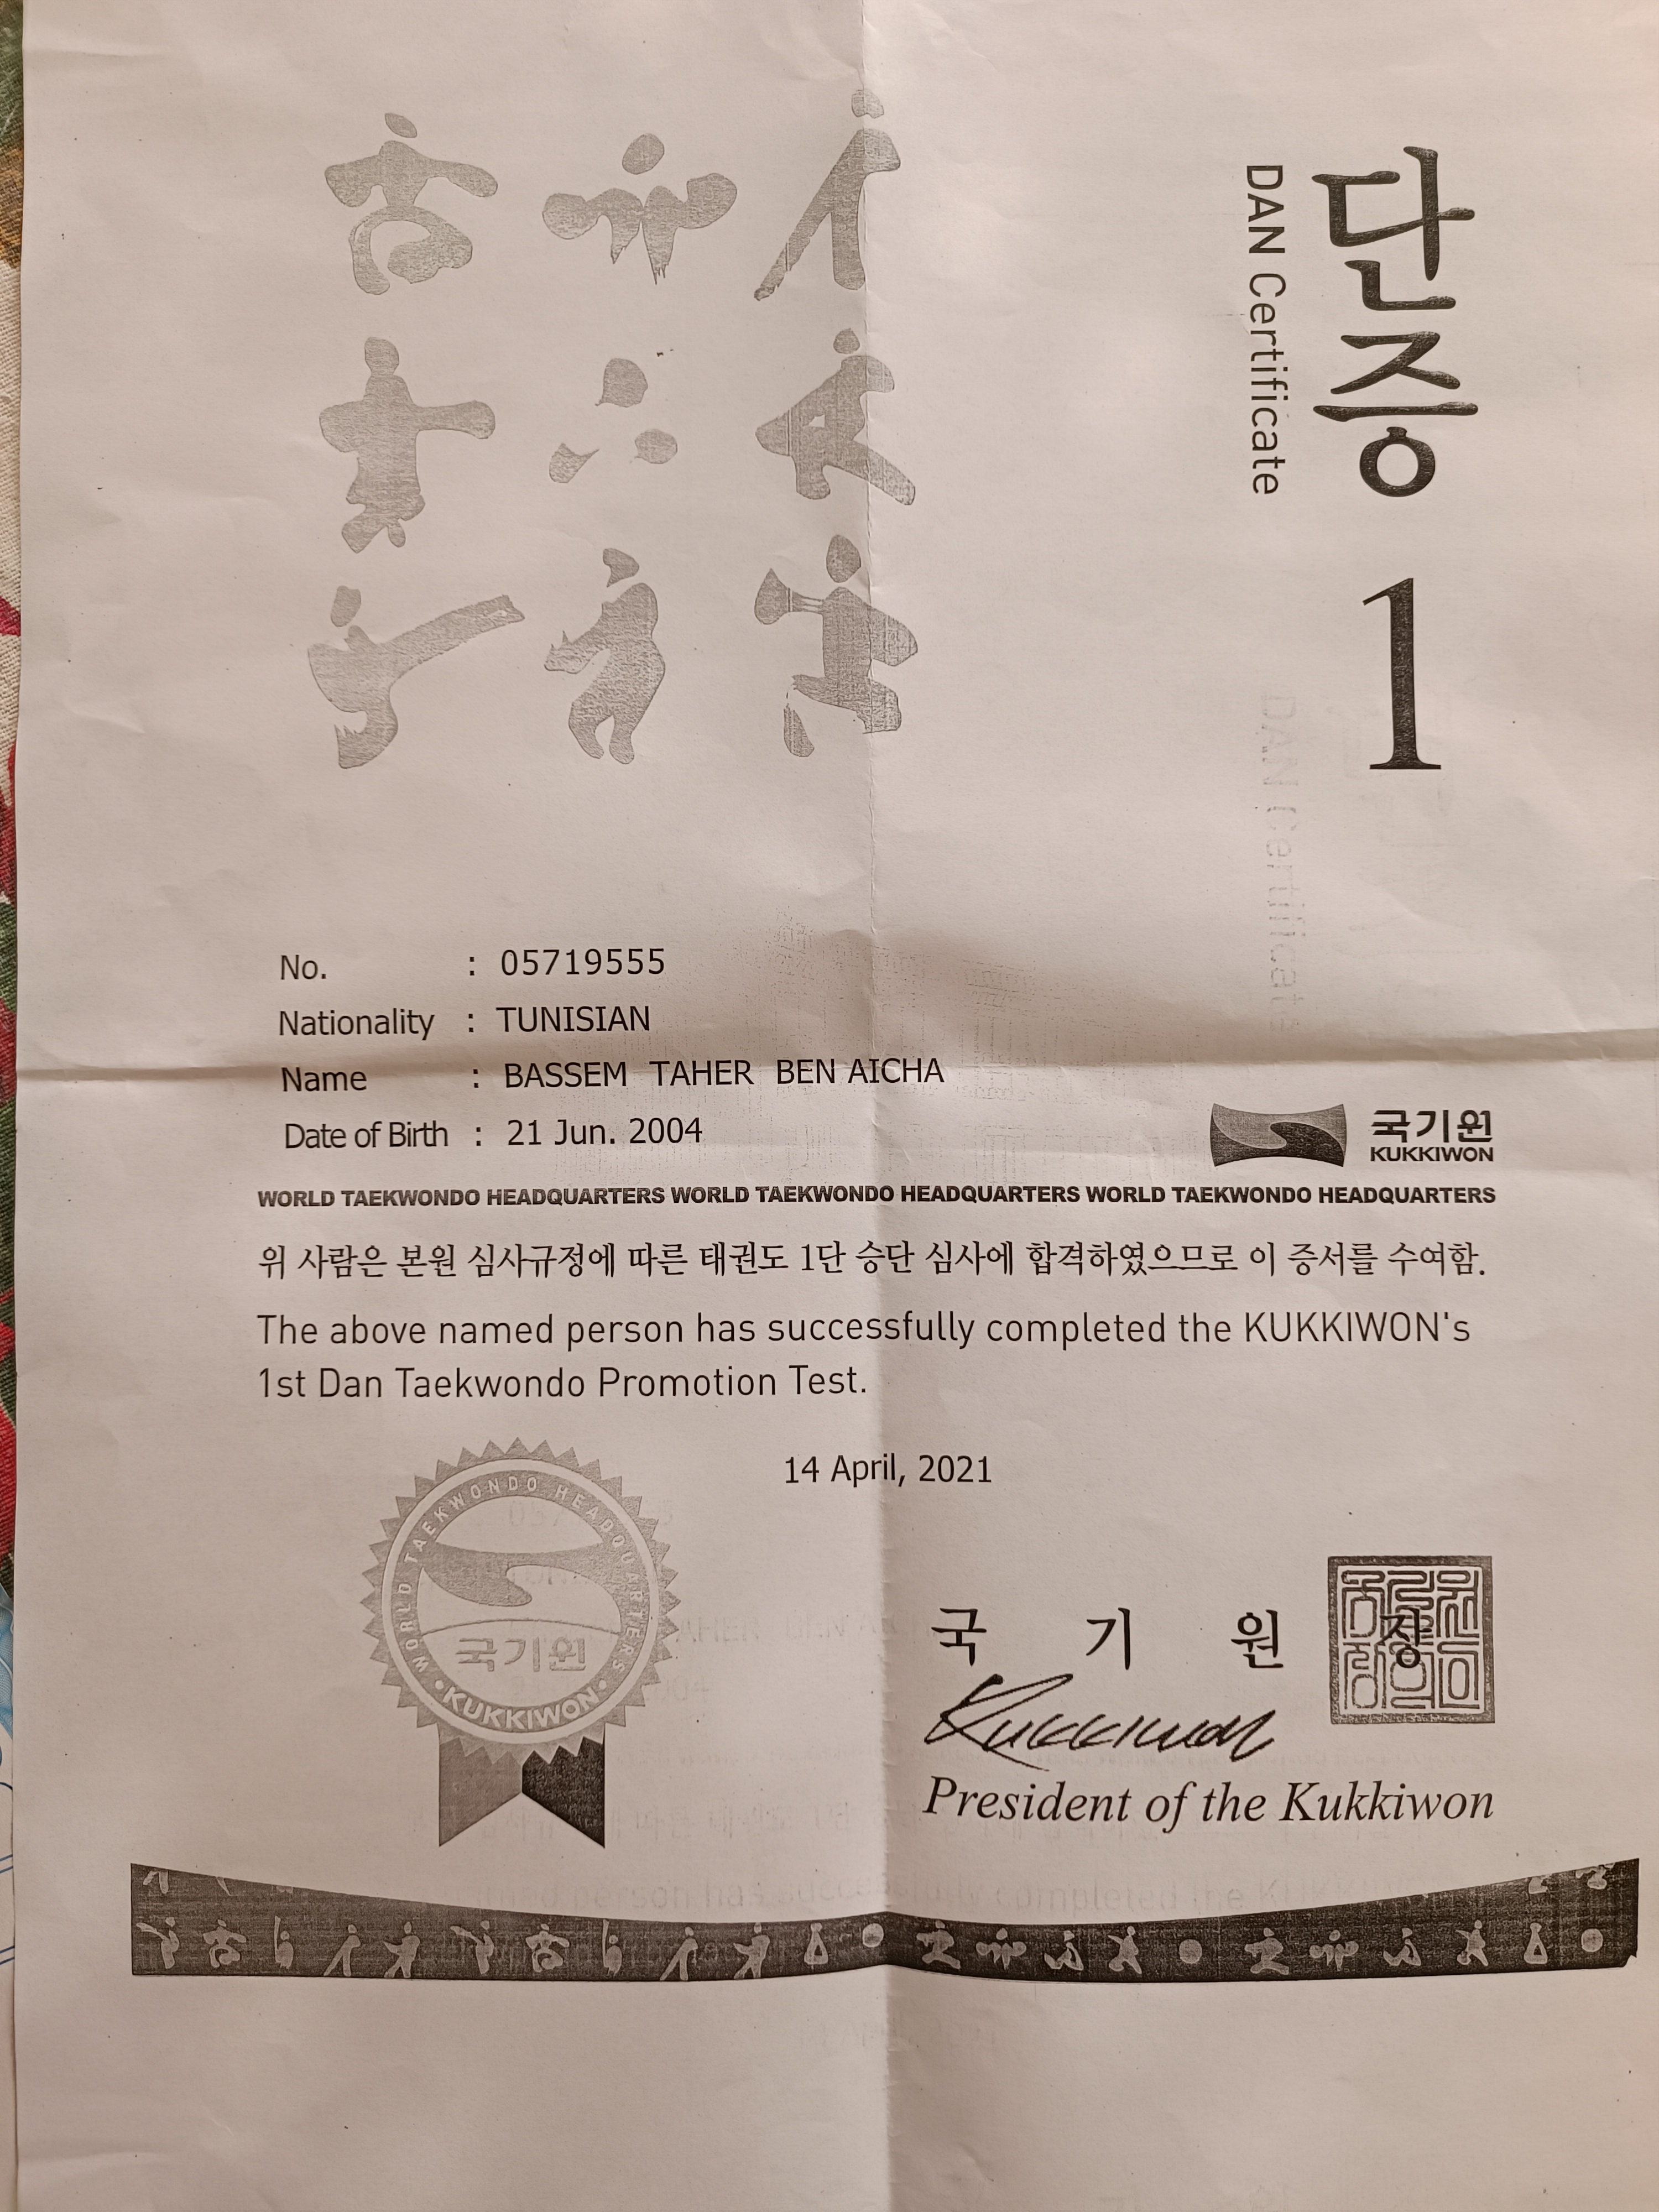 단증 1
DAN Certificate
No. : 05719555
Nationality : TUNISIAN
Name : BASSEM TAHER BEN AICHA
Date of Birth : 21 Jun. 2004
국기원
KUKKIWON
WORLD TAEKWONDO HEADQUARTERS WORLD TAEKWONDO HEADQUARTERS WORLD TAEKWONDO HEADQUARTERS
위 사람은 본원 심사규정에 따른 태권도 1단 승단 심사에 합격하였으므로 이 증서를 수여함.
The above named person has successfully completed the KUKKIWON's
1st Dan Taekwondo Promotion Test.
14 April, 2021
WORLD TAEKWONDO HEADQUARTERS
국기원
KUKKIWON
국 기 원 장
Kukkiwon
President of the Kukkiwon